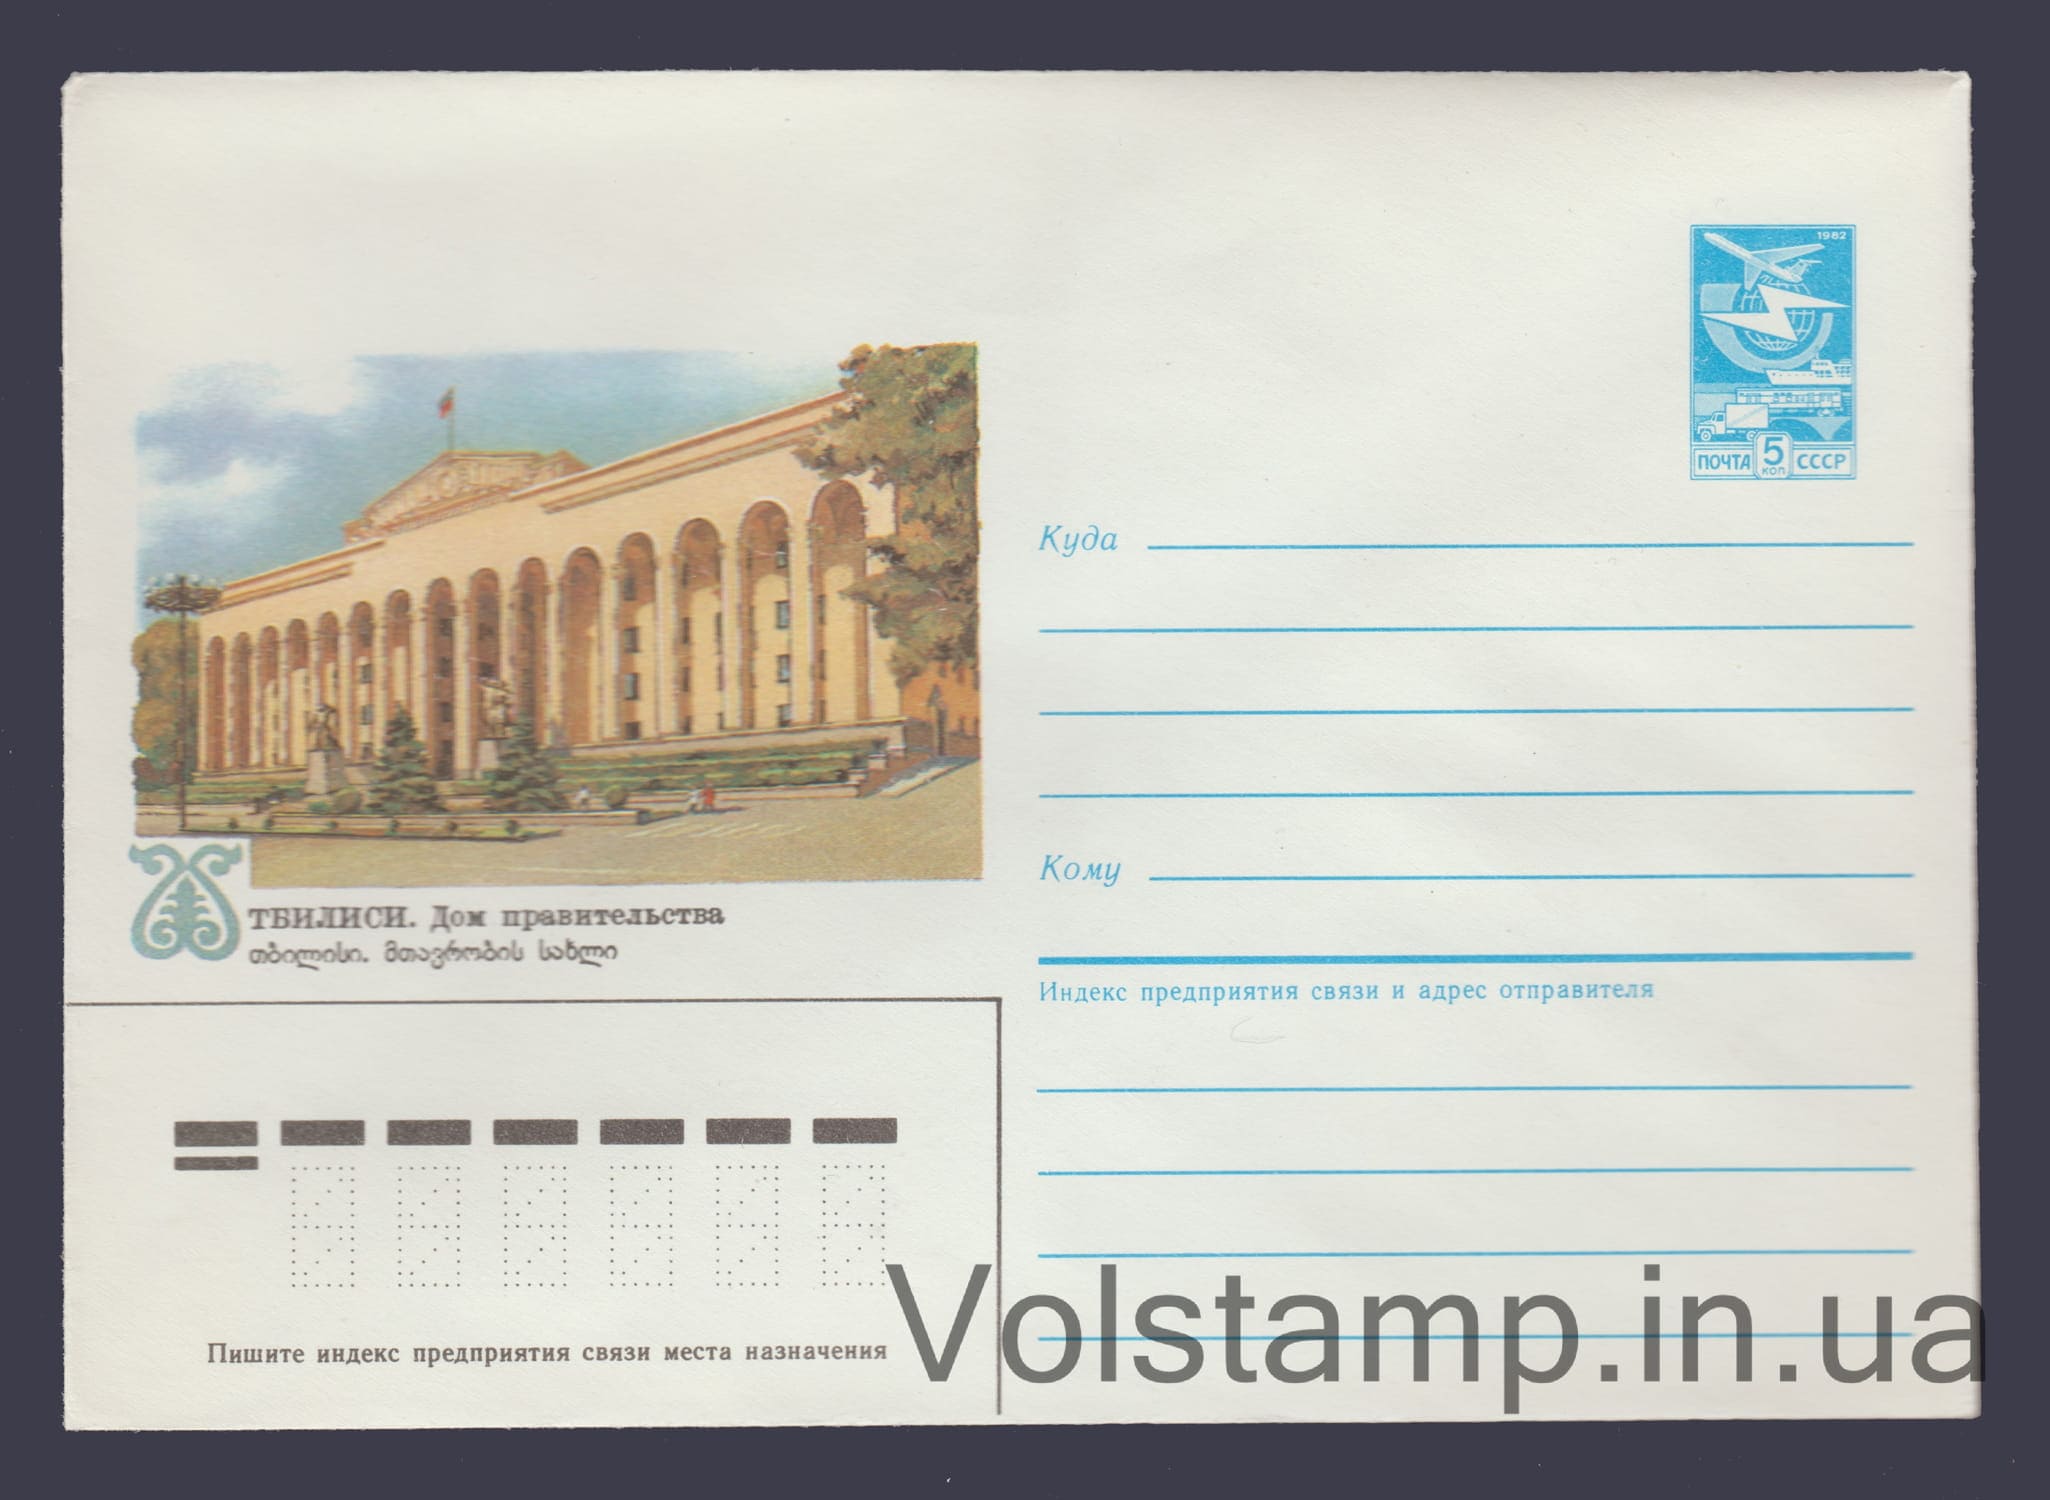 1982
ПОЧТА 5 КОП СССР
Куда
Кому
ТБИЛИСИ. Дом правительства
თბილისი. მთავრობის სახლი
Индекс предприятия связи и адрес отправителя
Пишите индекс предприятия связи места назначения
Volstamp.in.ua